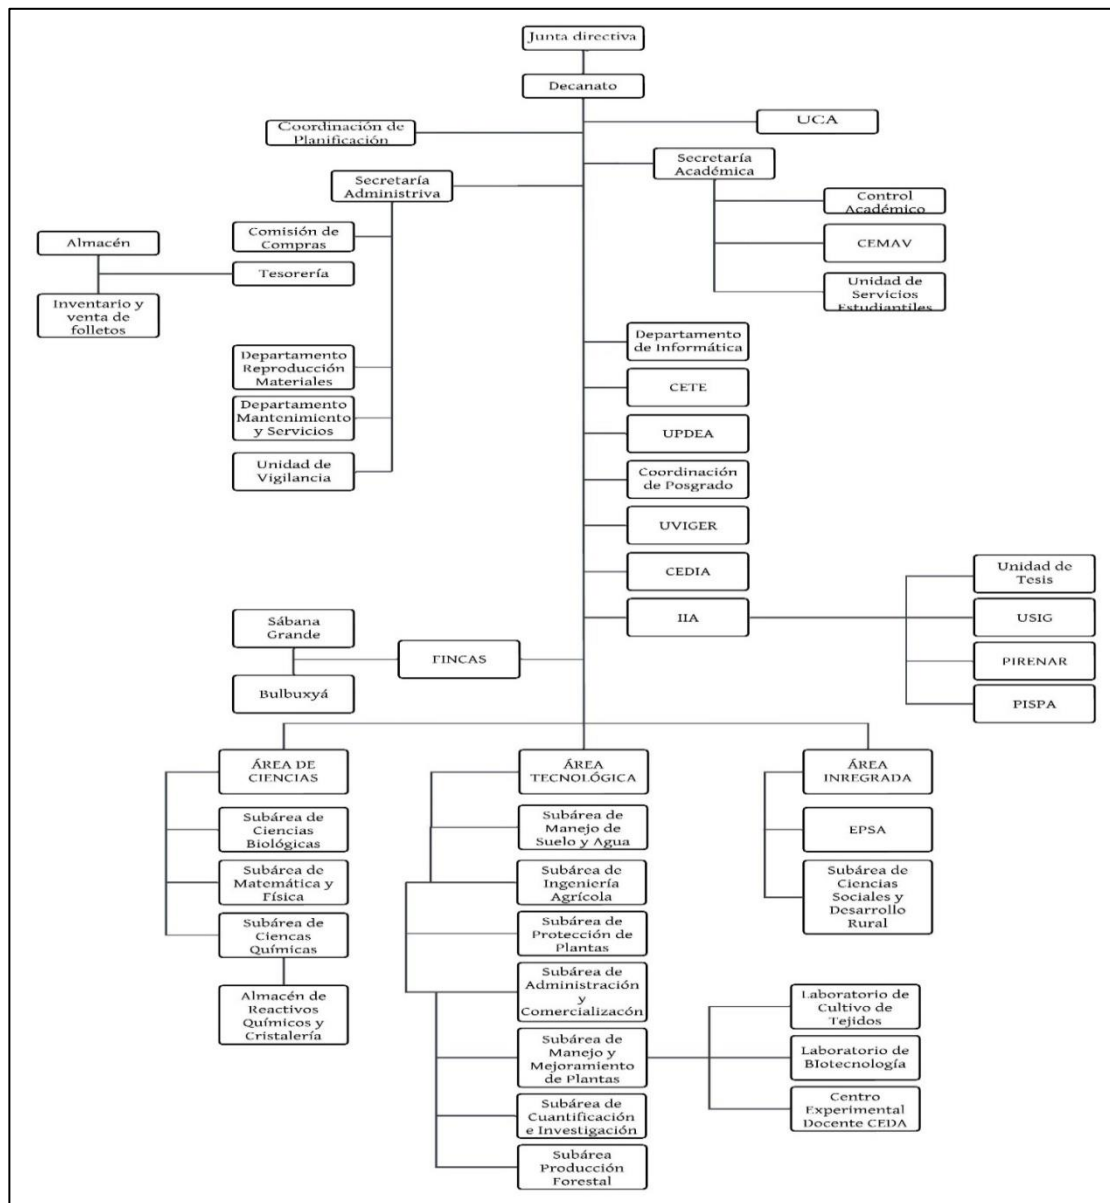 Junta directiva
Decanato
Coordinación de
Planificación
UCA
Secretaría
Académica
Secretaría
Administriva
Control
Académico
Comisión de
Compras
Almacén
CEMAV
Tesorería
Unidad de
Servicios
Estudiantiles
Inventario y
venta de
folletos
Departamento
de Informática
Departamento
Reproducción
Materiales
CETE
Departamento
Mantenimiento
y Servicios
UPDEA
Unidad de
Vigilancia
Coordinación
de Posgrado
UVIGER
CEDIA
Unidad de
Tesis
IIA
USIG
Sábana
Grande
FINCAS
PIRENAR
Bulbuxyá
PISPA
ÁREA DE
CIENCIAS
ÁREA
TECNOLÓGICA
ÁREA
INREGRADA
Subárea de
Ciencias
Biológicas
Subárea de
Manejo de
Suelo y Agua
EPSA
Subárea de
Matemática y
Física
Subárea de
Ingeniería
Agrícola
Subárea de
Ciencias
Sociales y
Desarrollo
Rural
Subárea de
Ciencas
Químicas
Subárea de
Protección de
Plantas
Almacén de
Reactivos
Químicos y
Cristalería
Subárea de
Administración
y
Comercializacón
Laboratorio de
Cultivo de
Tejidos
Subárea de
Manejo y
Mejoramiento
de Plantas
Laboratorio de
BIotecnología
Subárea de
Cuantificación
e Investigación
Centro
Experimental
Docente CEDA
Subárea
Producción
Forestal